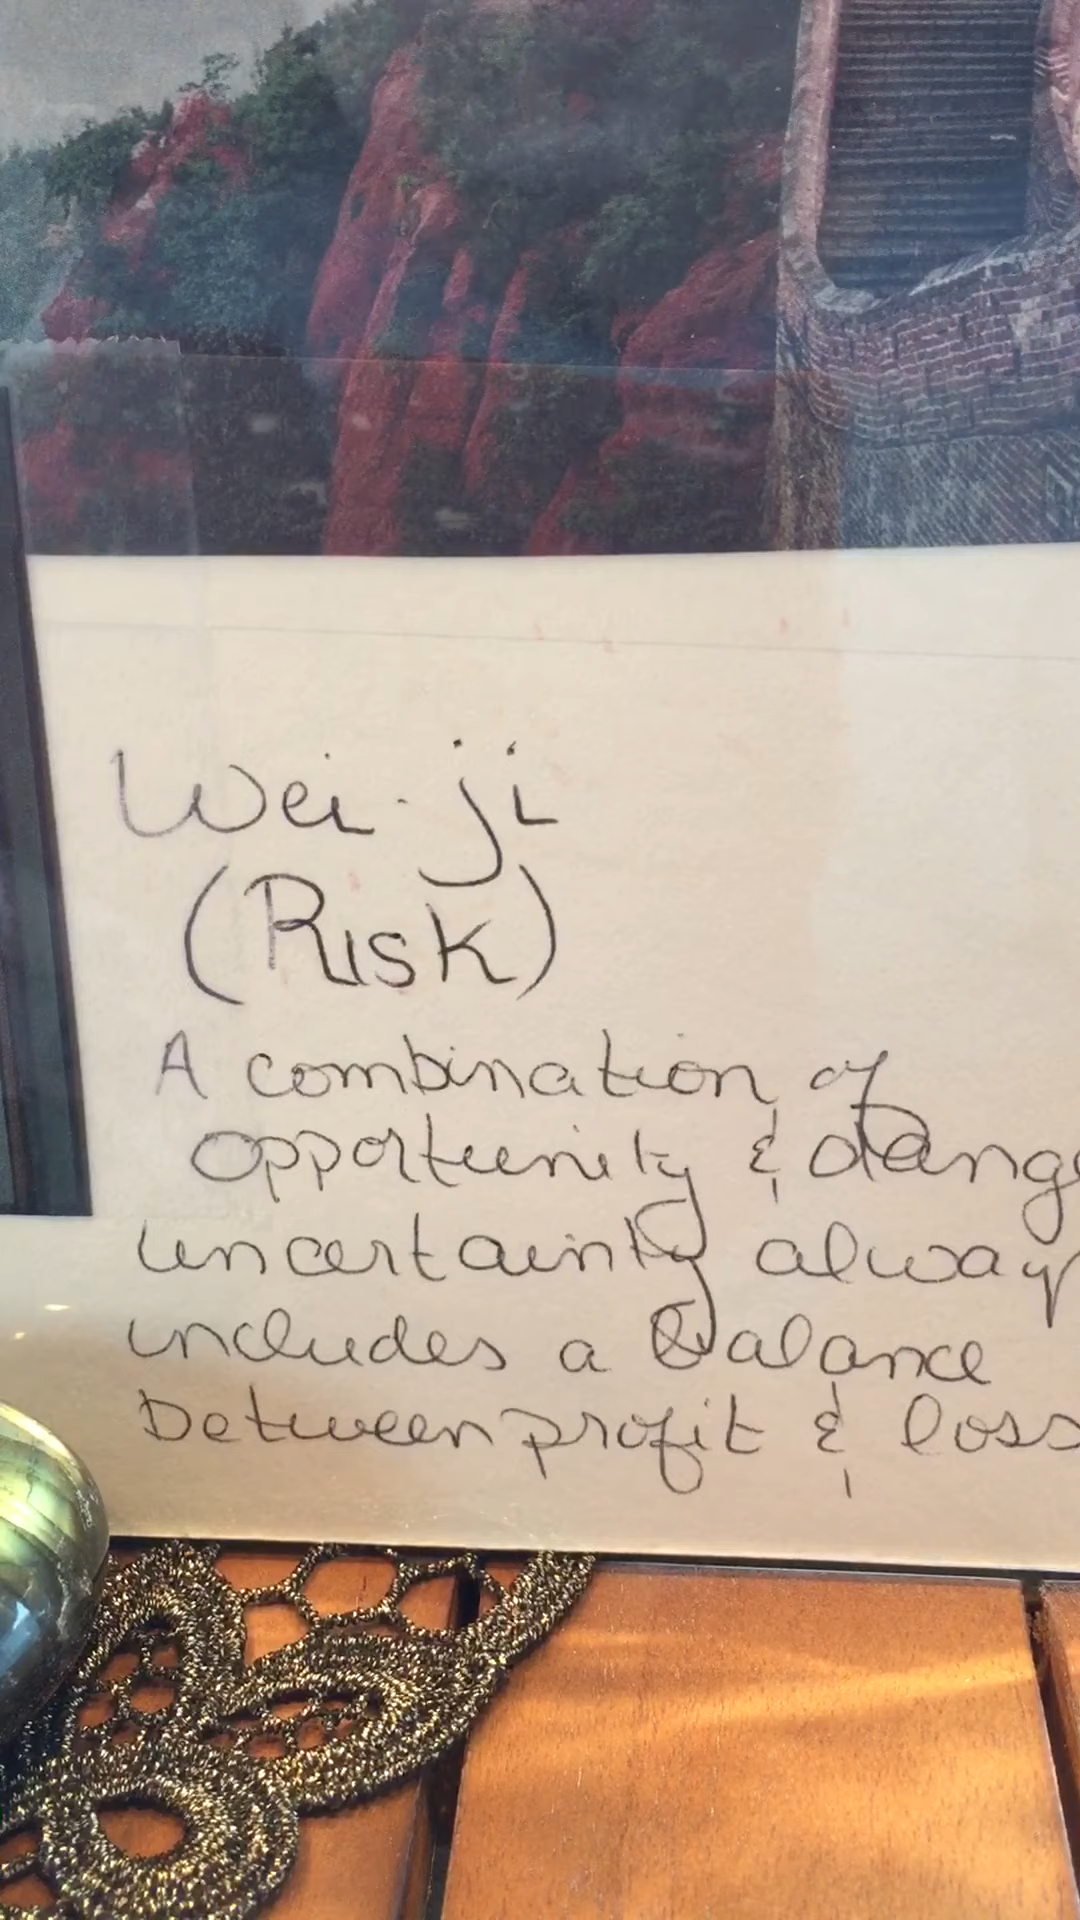 Wei-ji
(Risk)
A combination of
opportunity & Dange
uncertainty alway
includes a Balance
between profit & loss